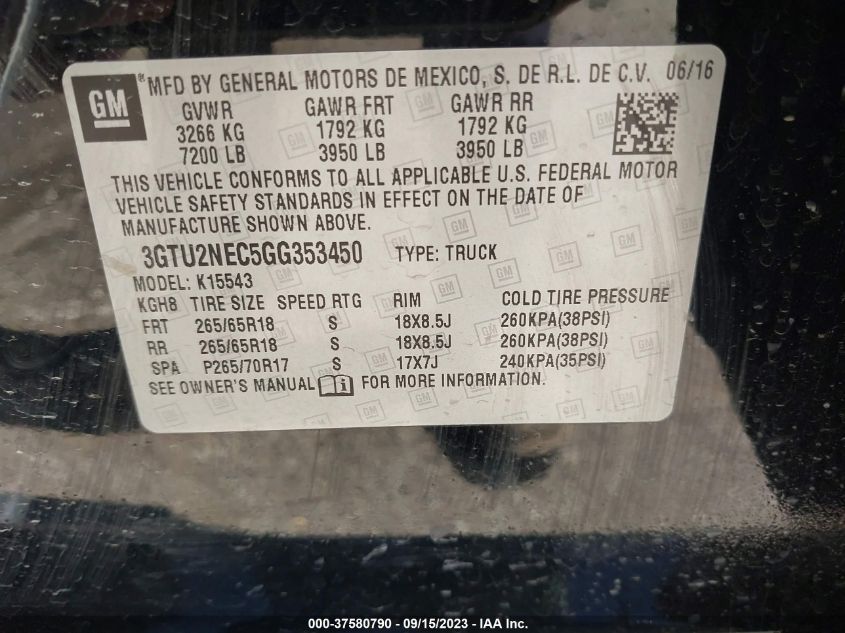 GM ® MFD BY GENERAL MOTORS DE MEXICO, S. DE R.L. DE C.V. 06/16
GVWR GAWR FRT GAWR RR
3266 KG 1792 KG 1792 KG
7200 LB 3950 LB 3950 LB
THIS VEHICLE CONFORMS TO ALL APPLICABLE U.S. FEDERAL MOTOR
VEHICLE SAFETY STANDARDS IN EFFECT ON THE DATE OF
MANUFACTURE SHOWN ABOVE.
3GTU2NEC5GG353450 TYPE: TRUCK
MODEL: K15543
KGH8 TIRE SIZE SPEED RTG RIM COLD TIRE PRESSURE
FRT 265/65R18 S 18X8.5J 260KPA(38PSI)
RR 265/65R18 S 18X8.5J 260KPA(38PSI)
SPA P265/70R17 S 17X7J 240KPA(35PSI)
SEE OWNER'S MANUAL FOR MORE INFORMATION.
000-37580790 - 09/15/2023 - IAA Inc.